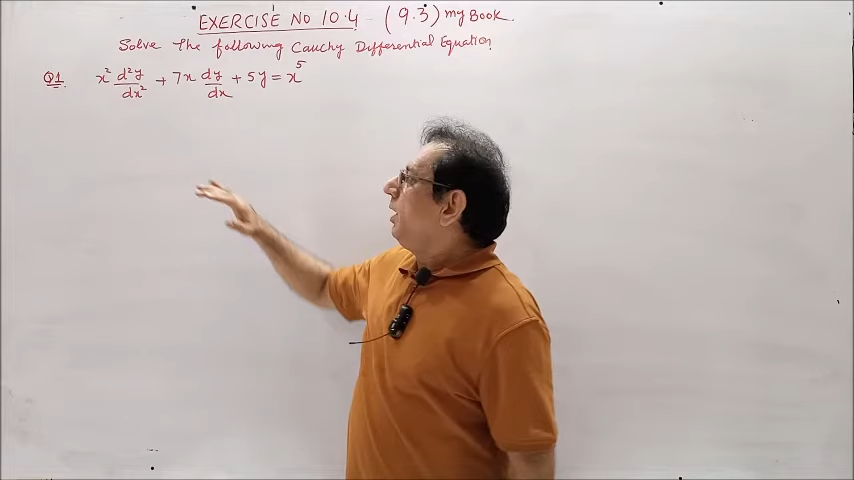 EXERCISE NO 10.4 - (9.3) my Book.
Solve the following Cauchy Differential Equation
Q1. x² d²y/dx² + 7x dy/dx + 5y = x⁵